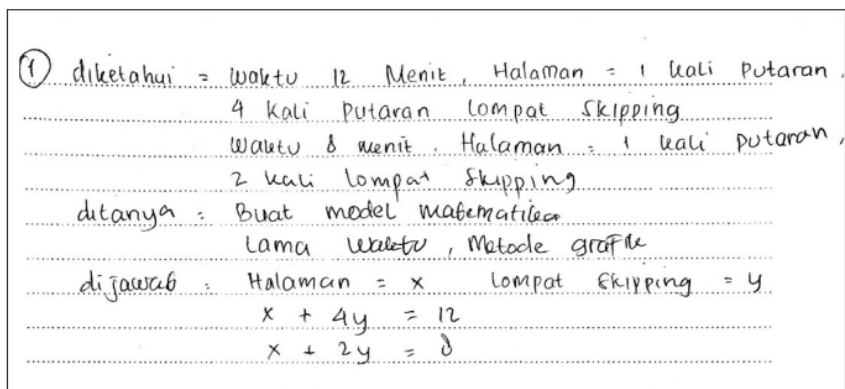 ① diketahui = waktu 12 Menit, Halaman = 1 kali putaran,
4 kali putaran lompat skipping
Waktu 8 menit, Halaman = 1 kali putaran,
2 kali lompat skipping
ditanya = Buat model matematika
Lama waktu, Metode grafik
dijawab : Halaman = x lompat skipping = y
x + 4y = 12
x + 2y = 8